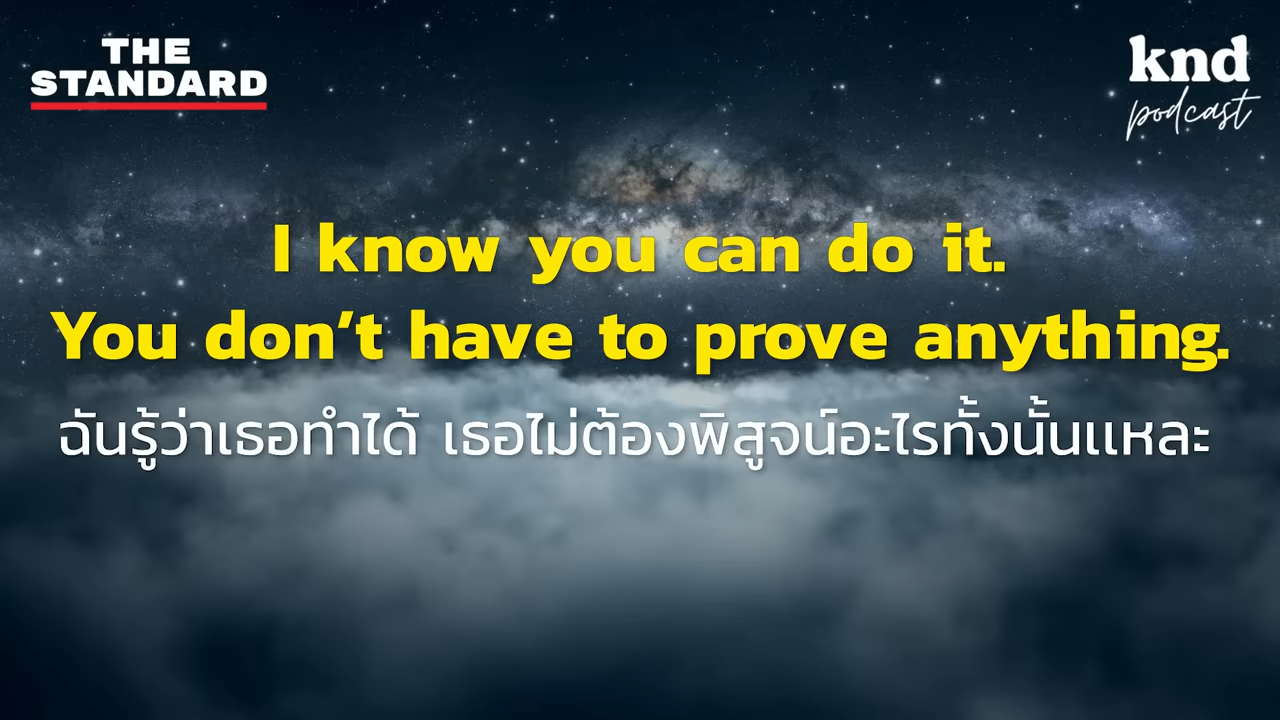 THE
STANDARD
knd
podcast
I know you can do it.
You don’t have to prove anything.
ฉันรู้ว่าเธอทำได้ เธอไม่ต้องพิสูจน์อะไรทั้งนั้นแหละ